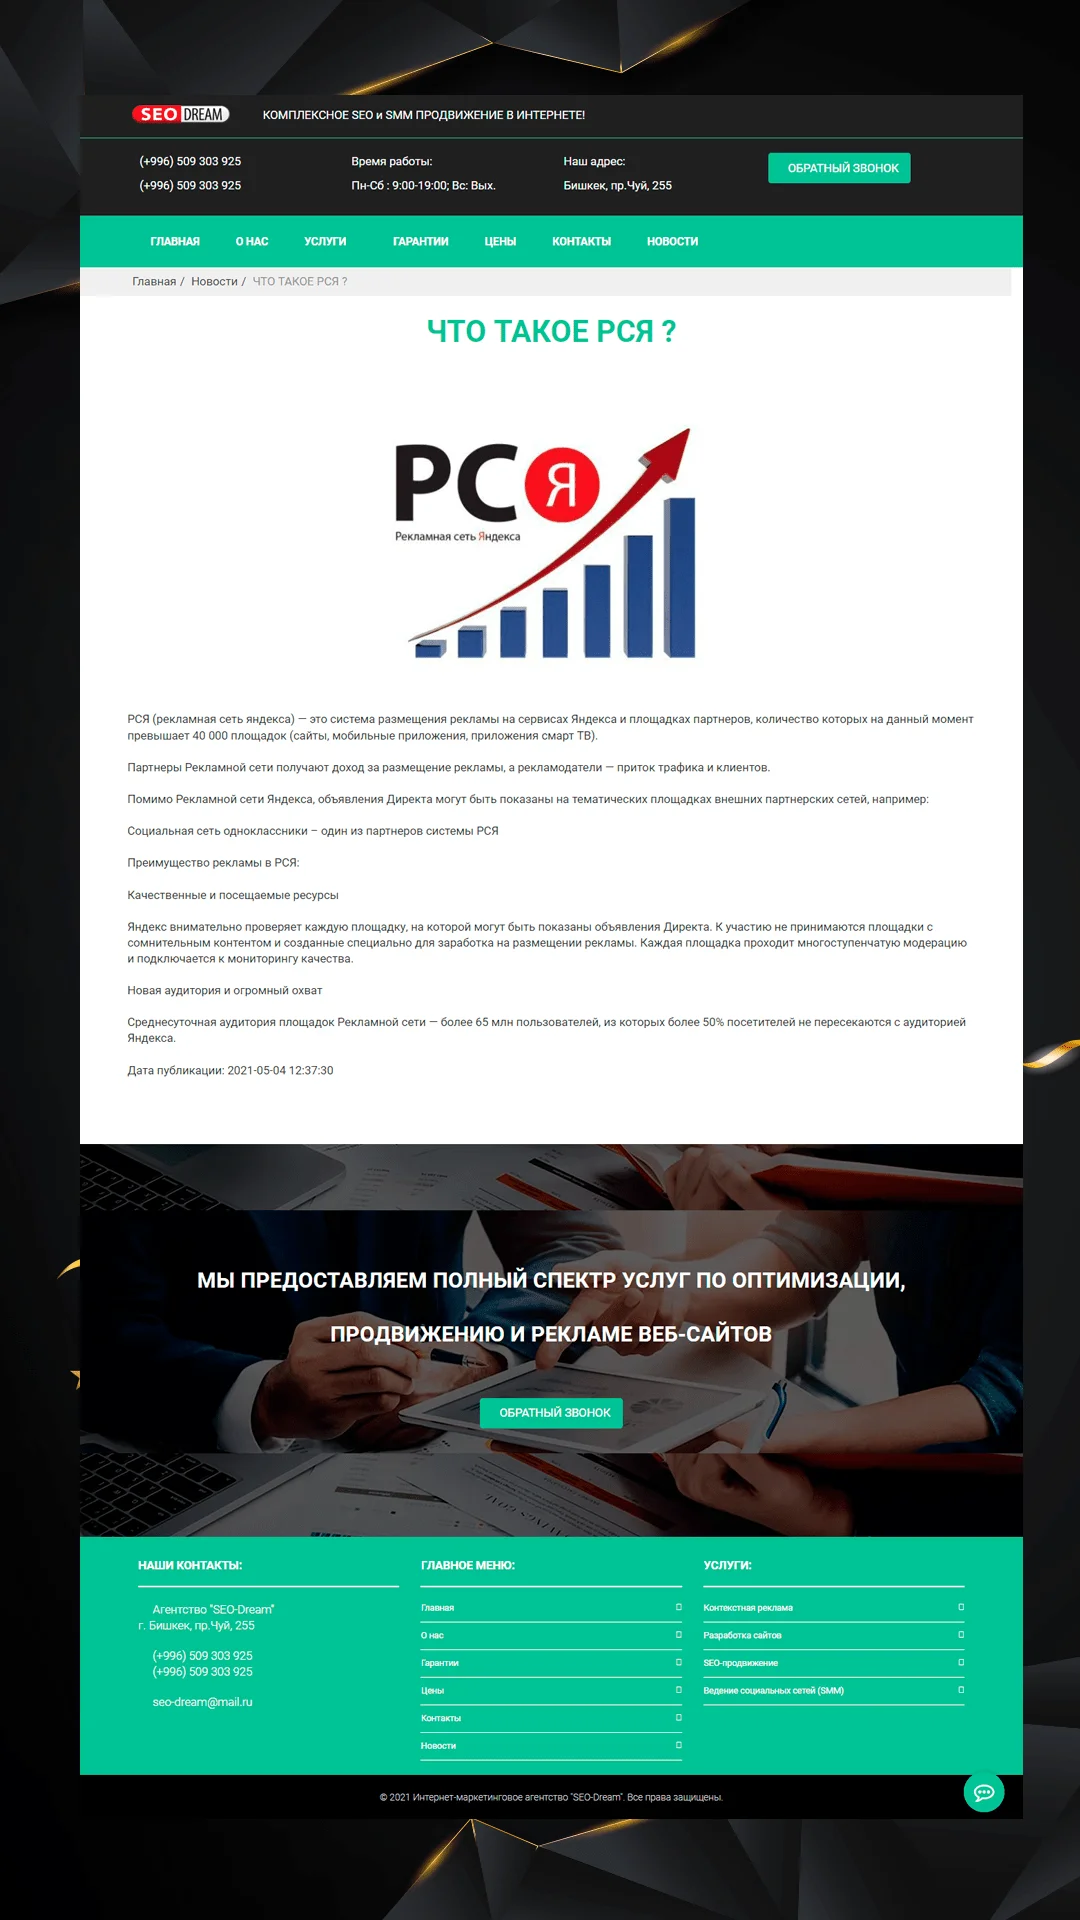 SEO DREAM
КОМПЛЕКСНОЕ SEO и SMM ПРОДВИЖЕНИЕ В ИНТЕРНЕТЕ!
(+996) 509 303 925
(+996) 509 303 925
Время работы:
Пн-Сб : 9:00-19:00; Вс: Вых.
Наш адрес:
Бишкек, пр.Чуй, 255
ОБРАТНЫЙ ЗВОНОК
ГЛАВНАЯ О НАС УСЛУГИ ГАРАНТИИ ЦЕНЫ КОНТАКТЫ НОВОСТИ
Главная / Новости / ЧТО ТАКОЕ РСЯ ?
ЧТО ТАКОЕ РСЯ ?
РСЯ
Рекламная сеть Яндекса
РСЯ (рекламная сеть яндекса) — это система размещения рекламы на сервисах Яндекса и площадках партнеров, количество которых на данный момент
превышает 40 000 площадок (сайты, мобильные приложения, приложения смарт ТВ).
Партнеры Рекламной сети получают доход за размещение рекламы, а рекламодатели — приток трафика и клиентов.
Помимо Рекламной сети Яндекса, объявления Директа могут быть показаны на тематических площадках внешних партнерских сетей, например:
Социальная сеть одноклассники – один из партнеров системы РСЯ
Преимущество рекламы в РСЯ:
Качественные и посещаемые ресурсы
Яндекс внимательно проверяет каждую площадку, на которой могут быть показаны объявления Директа. К участию не принимаются площадки с
сомнительным контентом и созданные специально для заработка на размещении рекламы. Каждая площадка проходит многоступенчатую модерацию
и подключается к мониторингу качества.
Новая аудитория и огромный охват
Среднесуточная аудитория площадок Рекламной сети — более 65 млн пользователей, из которых более 50% посетителей не пересекаются с аудиторией
Яндекса.
Дата публикации: 2021-05-04 12:37:30
МЫ ПРЕДОСТАВЛЯЕМ ПОЛНЫЙ СПЕКТР УСЛУГ ПО ОПТИМИЗАЦИИ,
ПРОДВИЖЕНИЮ И РЕКЛАМЕ ВЕБ-САЙТОВ
ОБРАТНЫЙ ЗВОНОК
НАШИ КОНТАКТЫ:
Агентство "SEO-Dream"
г. Бишкек, пр.Чуй, 255
(+996) 509 303 925
(+996) 509 303 925
seo-dream@mail.ru
ГЛАВНОЕ МЕНЮ:
Главная
О нас
Гарантии
Цены
Контакты
Новости
УСЛУГИ:
Контекстная реклама
Разработка сайтов
SEO-продвижение
Ведение социальных сетей (SMM)
© 2021 Интернет-маркетинговое агентство "SEO-Dream". Все права защищены.